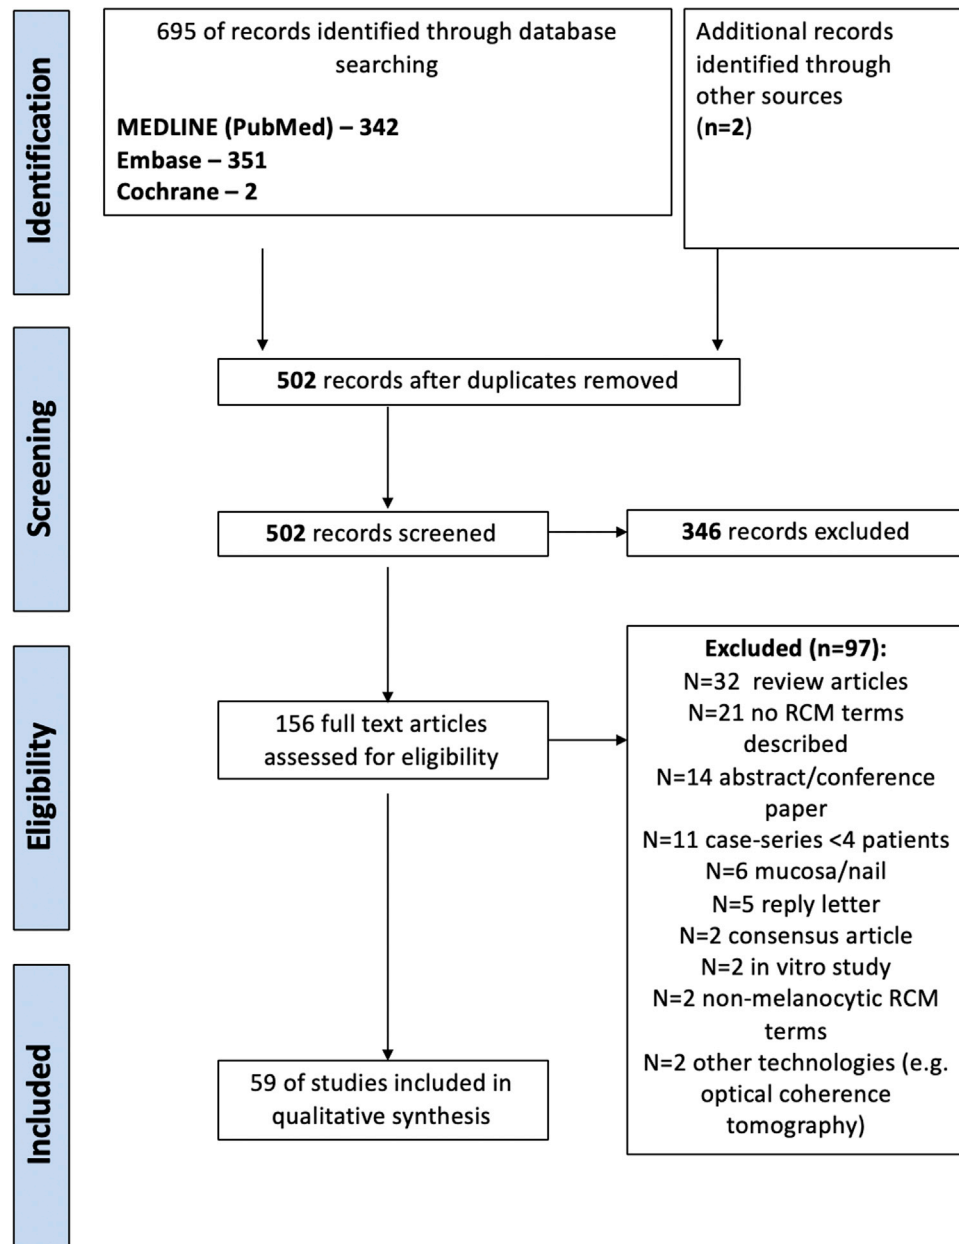 Identification
695 of records identified through database
searching
MEDLINE (PubMed) – 342
Embase – 351
Cochrane – 2
Additional records
identified through
other sources
(n=2)
Screening
502 records after duplicates removed
502 records screened
346 records excluded
Eligibility
156 full text articles
assessed for eligibility
Excluded (n=97):
N=32 review articles
N=21 no RCM terms
described
N=14 abstract/conference
paper
N=11 case-series <4 patients
N=6 mucosa/nail
N=5 reply letter
N=2 consensus article
N=2 in vitro study
N=2 non-melanocytic RCM
terms
N=2 other technologies (e.g.
optical coherence
tomography)
Included
59 of studies included in
qualitative synthesis